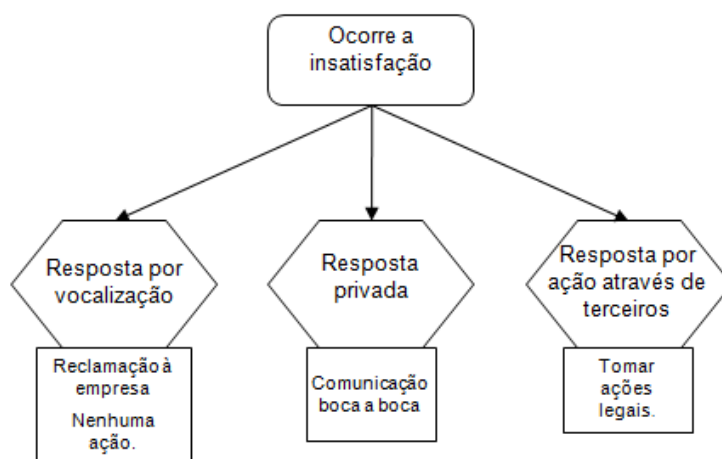 Ocorre a
insatisfação
Resposta por
vocalização
Resposta
privada
Resposta por
ação através de
terceiros
Reclamação à
empresa
Nenhuma
ação.
Comunicação
boca a boca
Tomar
ações
legais.